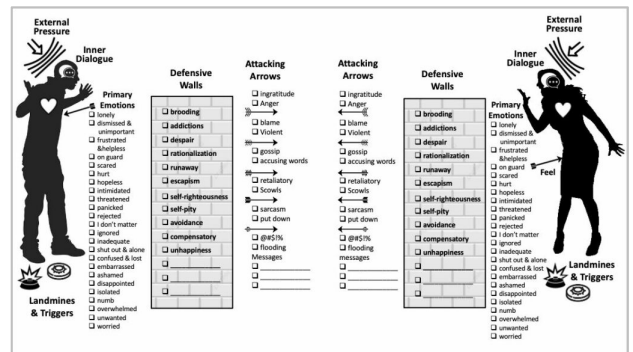 External
Pressure
Inner
Dialogue
Primary
Emotions
☐ lonely
☐ dismissed &
unimportant
☐ frustrated
&helpless
☐ on guard
☐ scared
☐ hurt
☐ hopeless
☐ intimidated
☐ threatened
☐ panicked
☐ rejected
☐ I don't matter
☐ ignored
☐ inadequate
☐ shut out & alone
☐ confused & lost
☐ embarrassed
☐ ashamed
☐ disappointed
☐ isolated
☐ numb
☐ overwhelmed
☐ unwanted
☐ worried
Landmines
& Triggers
Defensive
Walls
☐ brooding
☐ addictions
☐ despair
☐ rationalization
☐ runaway
☐ escapism
☐ self-righteousness
☐ self-pity
☐ avoidance
☐ compensatory
☐ unhappiness
☐
☐
☐
Attacking
Arrows
☐ ingratitude
☐ Anger
☐ blame
☐ Violent
☐ gossip
☐ accusing words
☐ retaliatory
☐ Scowls
☐ sarcasm
☐ put down
☐ @#$!%
☐ flooding
Messages
☐
☐
☐
Attacking
Arrows
☐ ingratitude
☐ Anger
☐ blame
☐ Violent
☐ gossip
☐ accusing words
☐ retaliatory
☐ Scowls
☐ sarcasm
☐ put down
☐ @#$!%
☐ flooding
messages
☐
☐
☐
Defensive
Walls
☐ brooding
☐ addictions
☐ despair
☐ rationalization
☐ runaway
☐ escapism
☐ self-righteousness
☐ self-pity
☐ avoidance
☐ compensatory
☐ unhappiness
☐
☐
☐
External
Pressure
Inner
Dialogue
Primary
Emotions
☐ lonely
☐ dismissed &
unimportant
☐ frustrated
&helpless
☐ on guard
☐ scared
☐ hurt
☐ hopeless
☐ intimidated
☐ threatened
☐ panicked
☐ rejected
☐ I don't matter
☐ ignored
☐ inadequate
☐ shut out & alone
☐ confused & lost
☐ embarrassed
☐ ashamed
☐ disappointed
☐ isolated
☐ numb
☐ overwhelmed
☐ unwanted
☐ worried
Feel
Landmines
& Triggers